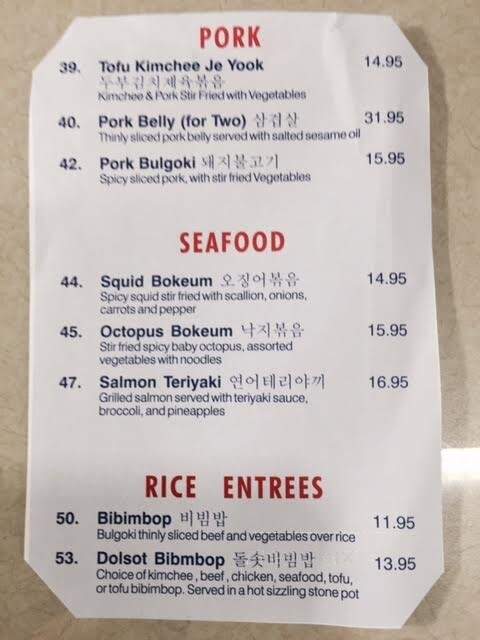 PORK
39. Tofu Kimchee Je Yook 14.95
두부김치제육볶음
Kimchee & Pork Stir Fried with Vegetables
40. Pork Belly (for Two) 삼겹살 31.95
Thinly sliced pork belly served with salted sesame oil
42. Pork Bulgoki 돼지불고기 15.95
Spicy sliced pork, with stir fried Vegetables
SEAFOOD
44. Squid Bokeum 오징어볶음 14.95
Spicy squid stir fried with scallion, onions,
carrots and pepper
45. Octopus Bokeum 낙지볶음 15.95
Stir fried spicy baby octopus, assorted
vegetables with noodles
47. Salmon Teriyaki 연어테리야끼 16.95
Grilled salmon served with teriyaki sauce,
broccoli, and pineapples
RICE ENTREES
50. Bibimbop 비빔밥 11.95
Bulgoki thinly sliced beef and vegetables over rice
53. Dolsot Bibmbop 돌솥비빔밥 13.95
Choice of kimchee, beef, chicken, seafood, tofu,
or tofu bibimbop. Served in a hot sizzling stone pot